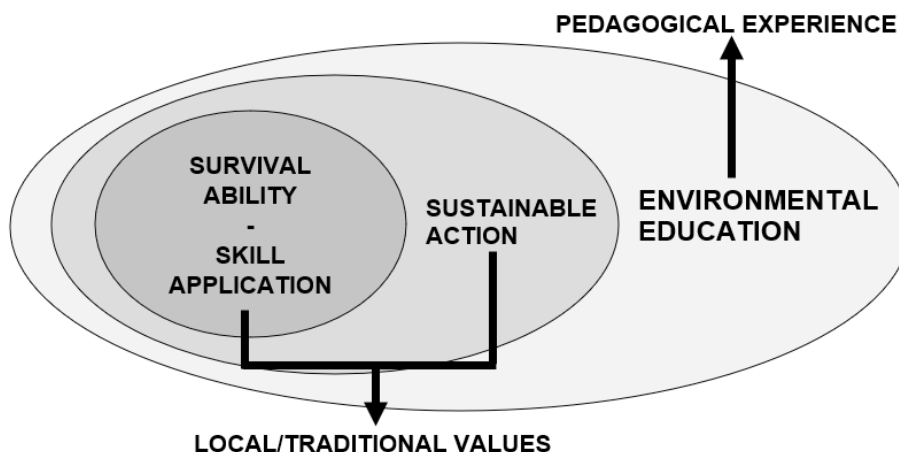 PEDAGOGICAL EXPERIENCE
SURVIVAL
ABILITY
-
SKILL
APPLICATION
SUSTAINABLE
ACTION
ENVIRONMENTAL
EDUCATION
LOCAL/TRADITIONAL VALUES